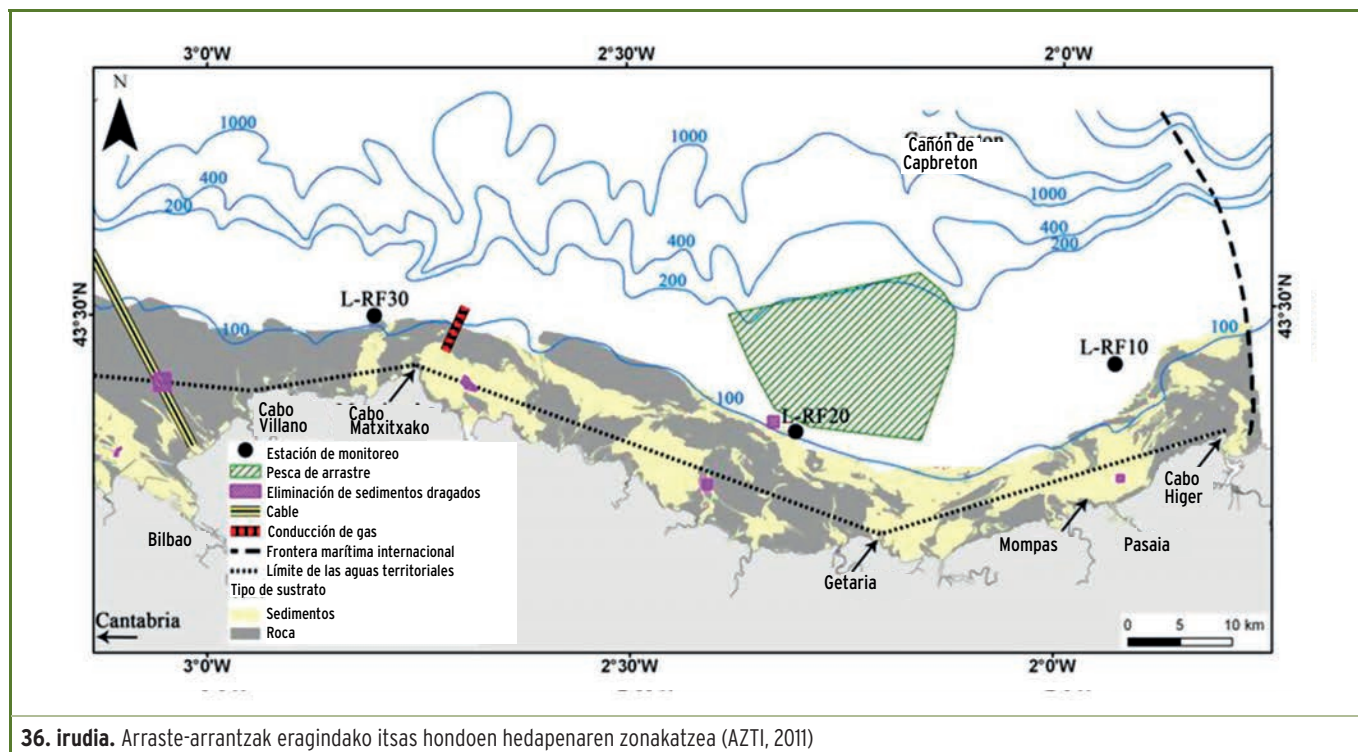 3°0'W
2°30'W
2°0'W
N
1000
400
200
1000
1000
400
200
400
200
Cañón de
Capbreton
43°30'N
43°30'N
L-RF30
100
100
L-RF20
L-RF10
100
Cabo
Villano
Cabo
Matxitxako
Estación de monitoreo
Pesca de arrastre
Eliminación de sedimentos dragados
Cable
Conducción de gas
Frontera marítima internacional
Límite de las aguas territoriales
Tipo de sustrato
Sedimentos
Roca
Bilbao
Cantabria
Getaria
Mompas
Pasaia
Cabo
Higer
0 5 10 km
3°0'W
2°30'W
2°0'W
36. irudia. Arraste-arrantzak eragindako itsas hondoen hedapenaren zonakatzea (AZTI, 2011)